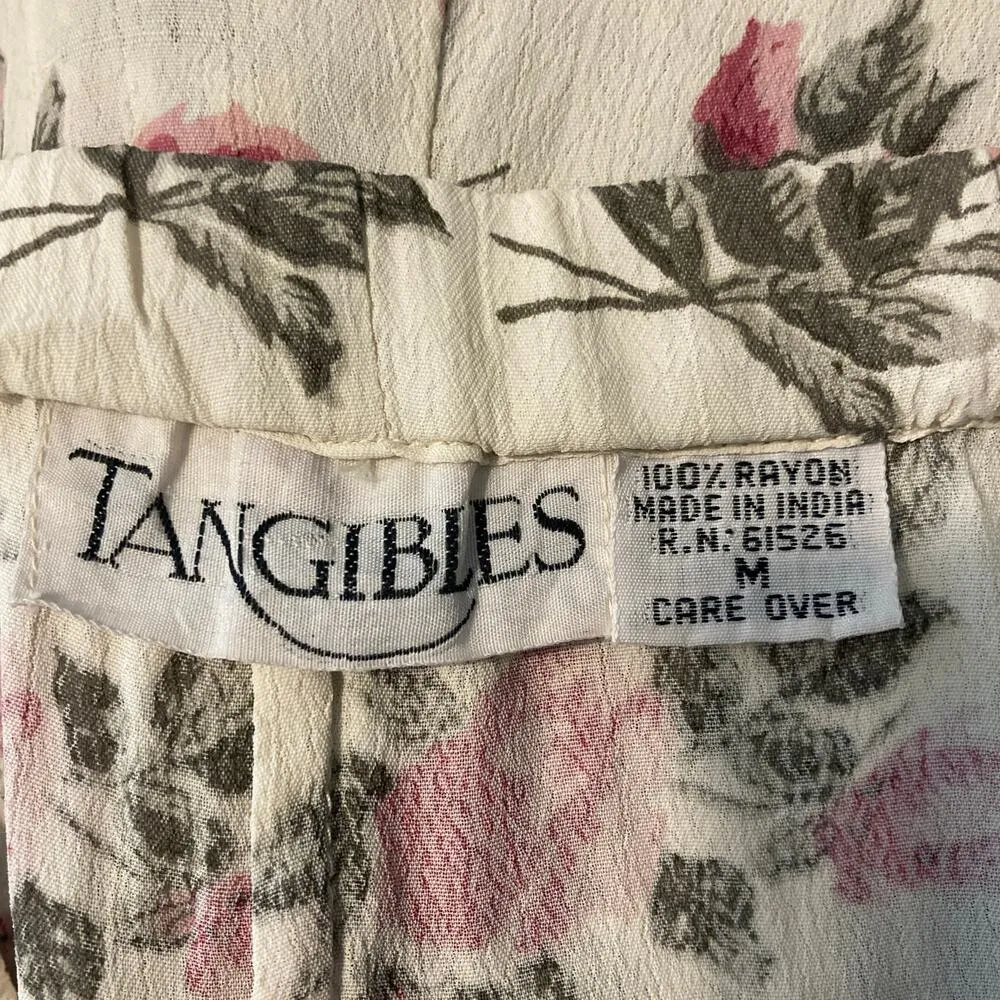 TANGIBLES
100% RAYON
MADE IN INDIA
R.N: 61526
M
CARE OVER